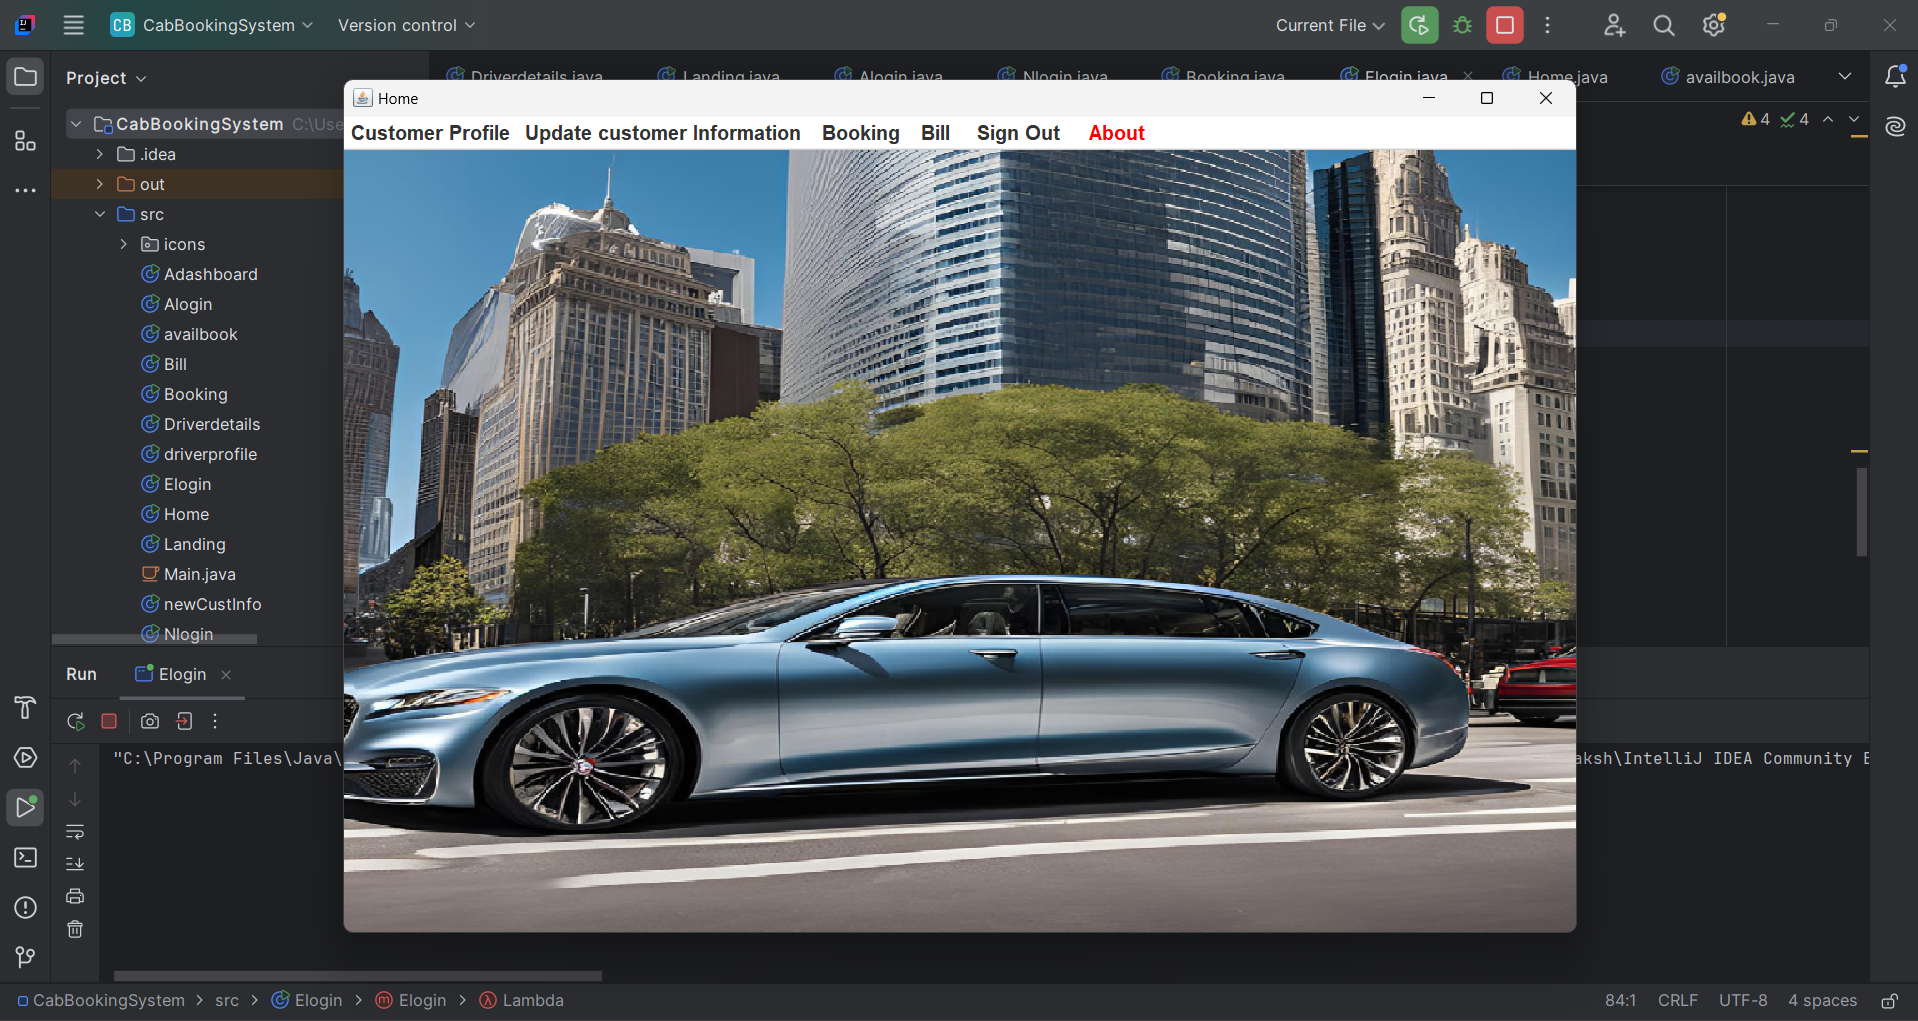 CB CabBookingSystem Version control Current File
Project
Driverdetails.java Landing.java Alogin.java Nlogin.java Booking.java Elogin.java Home.java availbook.java
Home
CabBookingSystem C:\Use
4 4
Customer Profile Update customer Information Booking Bill Sign Out About
.idea
out
src
icons
Adashboard
Alogin
availbook
Bill
Booking
Driverdetails
driverprofile
Elogin
Home
Landing
Main.java
newCustInfo
Nlogin
Run Elogin
"C:\Program Files\Java\ aksh\IntelliJ IDEA Community E
CabBookingSystem > src > Elogin > Elogin > Lambda 84:1 CRLF UTF-8 4 spaces